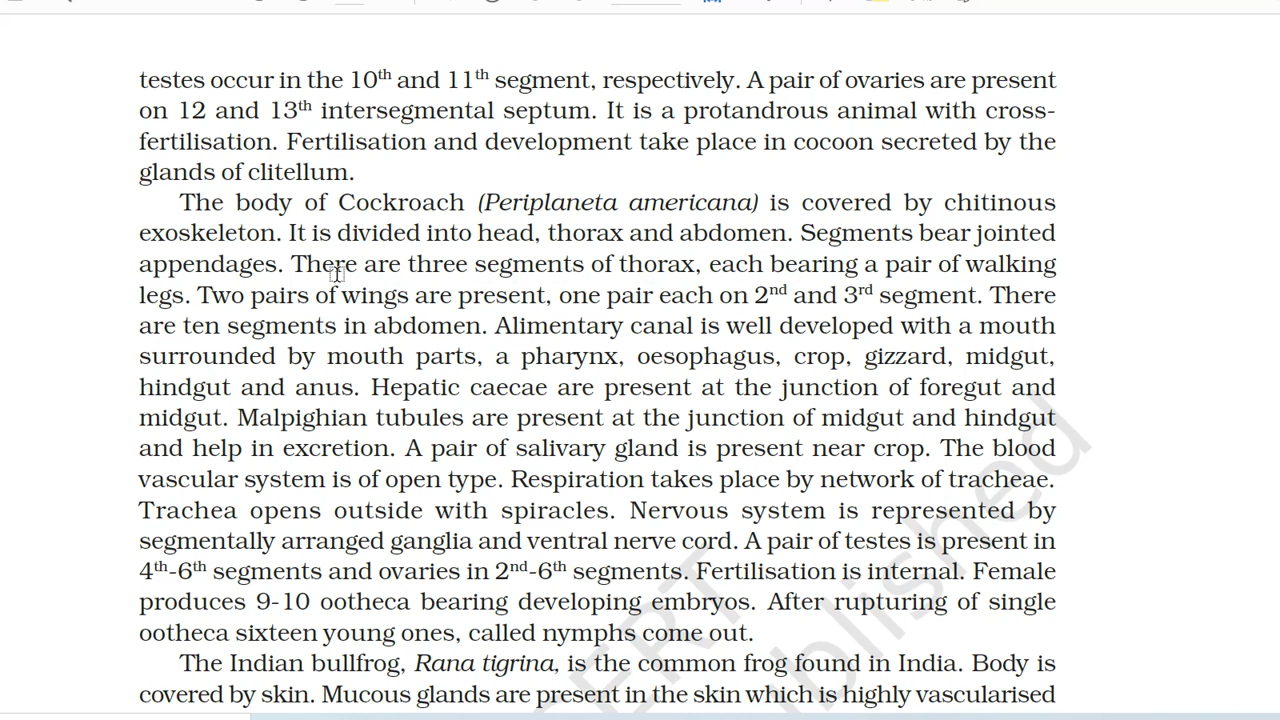 testes occur in the 10th and 11th segment, respectively. A pair of ovaries are present
on 12 and 13th intersegmental septum. It is a protandrous animal with cross-
fertilisation. Fertilisation and development take place in cocoon secreted by the
glands of clitellum.
The body of Cockroach (Periplaneta americana) is covered by chitinous
exoskeleton. It is divided into head, thorax and abdomen. Segments bear jointed
appendages. There are three segments of thorax, each bearing a pair of walking
legs. Two pairs of wings are present, one pair each on 2nd and 3rd segment. There
are ten segments in abdomen. Alimentary canal is well developed with a mouth
surrounded by mouth parts, a pharynx, oesophagus, crop, gizzard, midgut,
hindgut and anus. Hepatic caecae are present at the junction of foregut and
midgut. Malpighian tubules are present at the junction of midgut and hindgut
and help in excretion. A pair of salivary gland is present near crop. The blood
vascular system is of open type. Respiration takes place by network of tracheae.
Trachea opens outside with spiracles. Nervous system is represented by
segmentally arranged ganglia and ventral nerve cord. A pair of testes is present in
4th-6th segments and ovaries in 2nd-6th segments. Fertilisation is internal. Female
produces 9-10 ootheca bearing developing embryos. After rupturing of single
ootheca sixteen young ones, called nymphs come out.
The Indian bullfrog, Rana tigrina, is the common frog found in India. Body is
covered by skin. Mucous glands are present in the skin which is highly vascularised